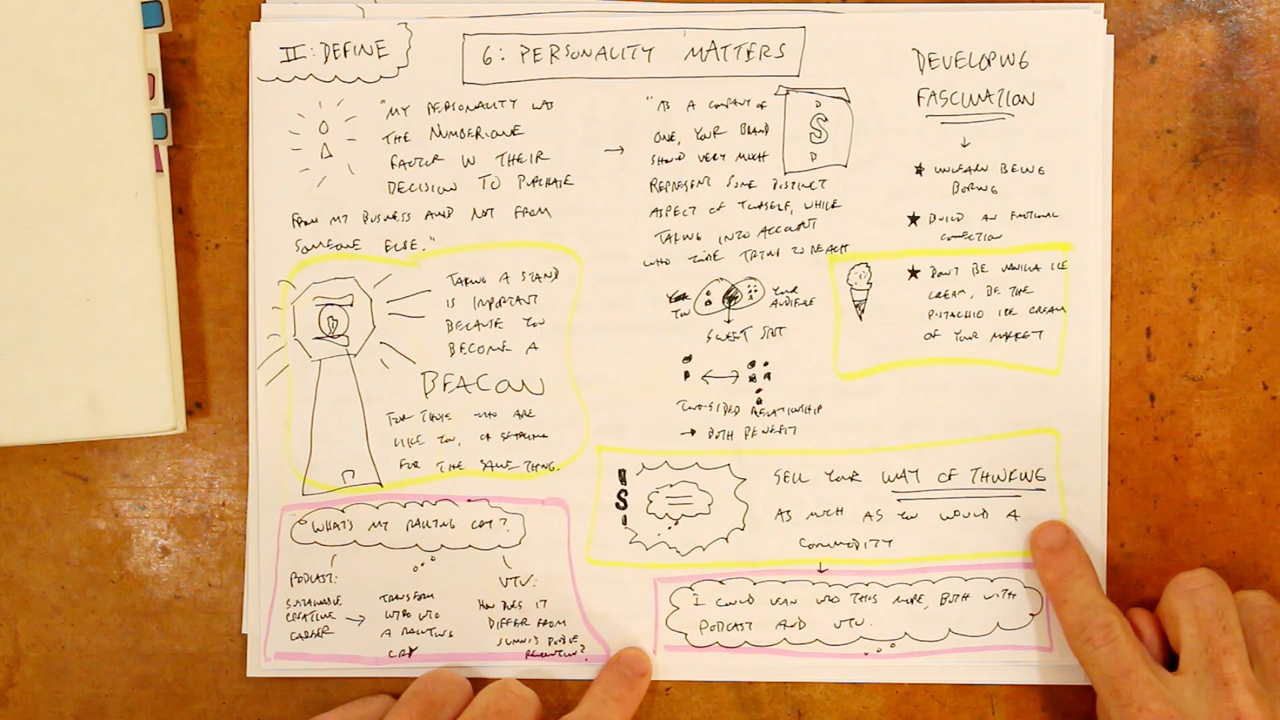 II: DEFINE
6: PERSONALITY MATTERS
"MY PERSONALITY WAS
THE NUMBER ONE
FACTOR IN THEIR
DECISION TO PURCHASE
FROM MY BUSINESS AND NOT FROM
SOMEONE ELSE."
TAKING A STAND
IS IMPORTANT
BECAUSE YOU
BECOME A
BEACON
FOR THOSE WHO ARE
LIKE YOU, OR
FOR THE SAME THING.
WHAT'S MY RALLYING CRY?
PODCAST:
SUSTAINABLE
CREATIVE
CAREER
→
TRANSFORM
INTRO INTO
A RALLYING
CRY
VTV:
HOW DOES IT
DIFFER FROM
SUNNI'S DOODLE
REVOLUTION?
→
"AS A COMPANY OF
ONE, YOUR BRAND
SHOULD VERY MUCH
REPRESENT SOME DISTINCT
ASPECT OF YOURSELF, WHILE
TAKING INTO ACCOUNT
WHO YOU'RE TRYING TO REACH
S
YOU
YOUR
AUDIENCE
SWEET SPOT
TWO-SIDED RELATIONSHIP
→ BOTH BENEFIT
DEVELOPING
FASCINATION
★ UNLEARN BEING
BORING
★ BUILD AN EMOTIONAL
CONNECTION
★ DON'T BE VANILLA ICE
CREAM, BE THE
PISTACHIO ICE CREAM
OF YOUR MARKET
S
SELL YOUR WAY OF THINKING
AS MUCH AS YOU WOULD A
COMMODITY
I COULD LEAN INTO THIS MORE, BOTH WITH
PODCAST AND VTV.